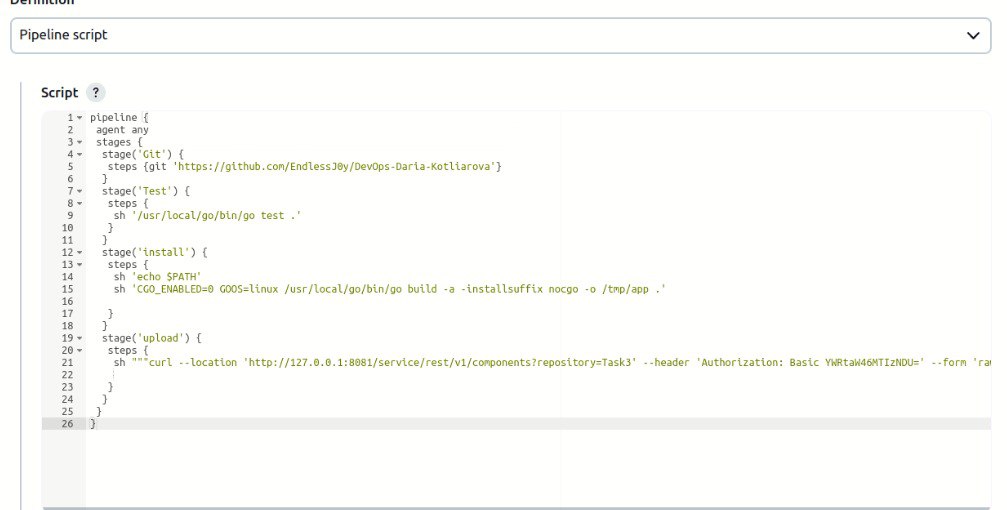 Definition
Pipeline script
Script ?
1 pipeline {
2 agent any
3 stages {
4 stage('Git') {
5 steps {git 'https://github.com/EndlessJ0y/DevOps-Daria-Kotliarova'}
6 }
7 stage('Test') {
8 steps {
9 sh '/usr/local/go/bin/go test .'
10 }
11 }
12 stage('install') {
13 steps {
14 sh 'echo $PATH'
15 sh 'CGO_ENABLED=0 GOOS=linux /usr/local/go/bin/go build -a -installsuffix nocgo -o /tmp/app .'
16
17 }
18 }
19 stage('upload') {
20 steps {
21 sh """curl --location 'http://127.0.0.1:8081/service/rest/v1/components?repository=Task3' --header 'Authorization: Basic YWRtaW46MTIzNDU=' --form 'ra
22
23 }
24 }
25 }
26 }